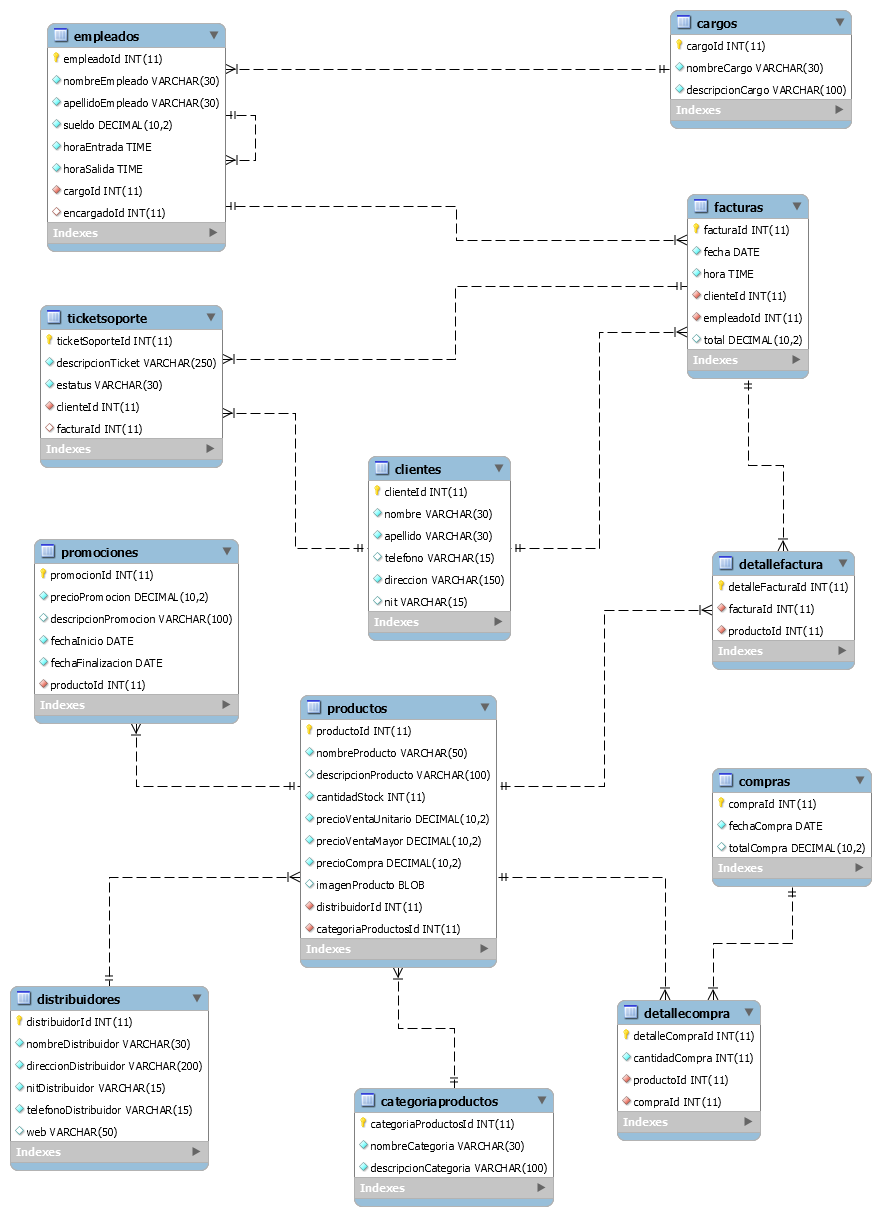 empleados
empleadoId INT(11)
nombreEmpleado VARCHAR(30)
apellidoEmpleado VARCHAR(30)
sueldo DECIMAL(10,2)
horaEntrada TIME
horaSalida TIME
cargoId INT(11)
encargadoId INT(11)
Indexes
cargos
cargoId INT(11)
nombreCargo VARCHAR(30)
descripcionCargo VARCHAR(100)
Indexes
facturas
facturaId INT(11)
fecha DATE
hora TIME
clienteId INT(11)
empleadoId INT(11)
total DECIMAL(10,2)
Indexes
ticketsoporte
ticketSoporteId INT(11)
descripcionTicket VARCHAR(250)
estatus VARCHAR(30)
clienteId INT(11)
facturaId INT(11)
Indexes
clientes
clienteId INT(11)
nombre VARCHAR(30)
apellido VARCHAR(30)
telefono VARCHAR(15)
direccion VARCHAR(150)
nit VARCHAR(15)
Indexes
promociones
promocionId INT(11)
precioPromocion DECIMAL(10,2)
descripcionPromocion VARCHAR(100)
fechaInicio DATE
fechaFinalizacion DATE
productoId INT(11)
Indexes
detallefactura
detalleFacturaId INT(11)
facturaId INT(11)
productoId INT(11)
Indexes
productos
productoId INT(11)
nombreProducto VARCHAR(50)
descripcionProducto VARCHAR(100)
cantidadStock INT(11)
precioVentaUnitario DECIMAL(10,2)
precioVentaMayor DECIMAL(10,2)
precioCompra DECIMAL(10,2)
imagenProducto BLOB
distribuidorId INT(11)
categoriaProductosId INT(11)
Indexes
compras
compraId INT(11)
fechaCompra DATE
totalCompra DECIMAL(10,2)
Indexes
distribuidores
distribuidorId INT(11)
nombreDistribuidor VARCHAR(30)
direccionDistribuidor VARCHAR(200)
nitDistribuidor VARCHAR(15)
telefonoDistribuidor VARCHAR(15)
web VARCHAR(50)
Indexes
detallecompra
detalleCompraId INT(11)
cantidadCompra INT(11)
productoId INT(11)
compraId INT(11)
Indexes
categoriaproductos
categoriaProductosId INT(11)
nombreCategoria VARCHAR(30)
descripcionCategoria VARCHAR(100)
Indexes